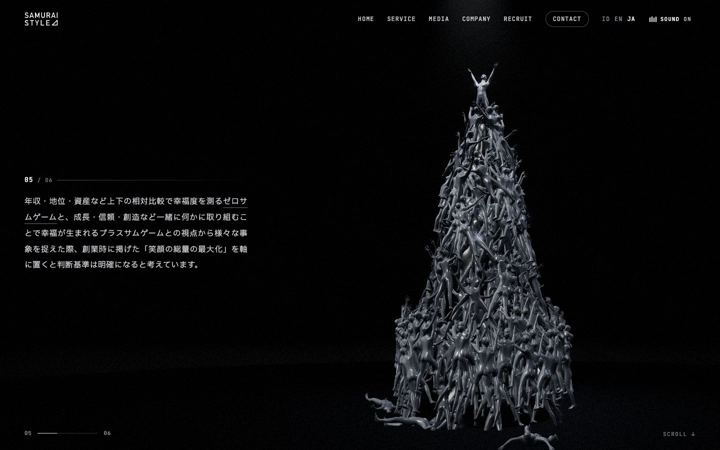 SAMURAI
STYLE
HOME SERVICE MEDIA COMPANY RECRUIT CONTACT ID EN JA SOUND ON
05 / 06
年収・地位・資産など上下の相対比較で幸福度を測るゼロサ
ムゲームと、成長・信頼・創造など一緒に何かに取り組むこ
とで幸福が生まれるプラスサムゲームとの視点から様々な事
象を捉えた際、創業時に掲げた「笑顔の総量の最大化」を軸
に置くと判断基準は明確になると考えています。
05 06
SCROLL ↓